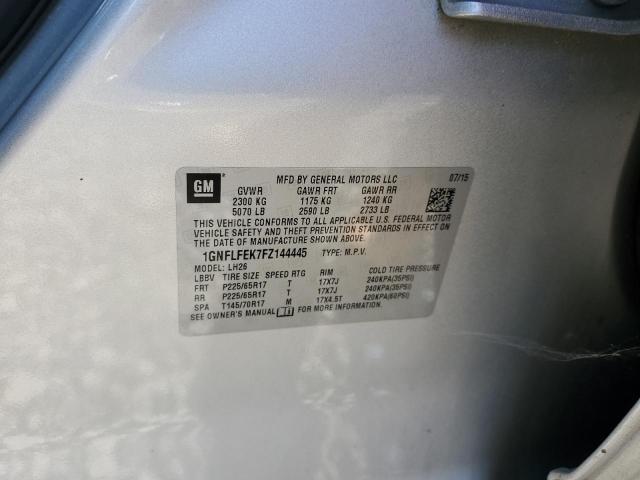 GM
MFD BY GENERAL MOTORS LLC 07/15
GVWR GAWR FRT GAWR RR
2300 KG 1175 KG 1240 KG
5070 LB 2590 LB 2733 LB
THIS VEHICLE CONFORMS TO ALL APPLICABLE U.S. FEDERAL MOTOR
VEHICLE SAFETY AND THEFT PREVENTION STANDARDS IN EFFECT ON THE DATE OF
MANUFACTURE SHOWN ABOVE.
1GNFLFEK7FZ144445 TYPE: M.P.V.
MODEL: LH26
LBBV TIRE SIZE SPEED RTG RIM COLD TIRE PRESSURE
FRT P225/65R17 T 17X7J 240KPA(35PSI)
RR P225/65R17 T 17X7J 240KPA(35PSI)
SPA T145/70R17 M 17X4.5T 420KPA(60PSI)
SEE OWNER'S MANUAL FOR MORE INFORMATION.